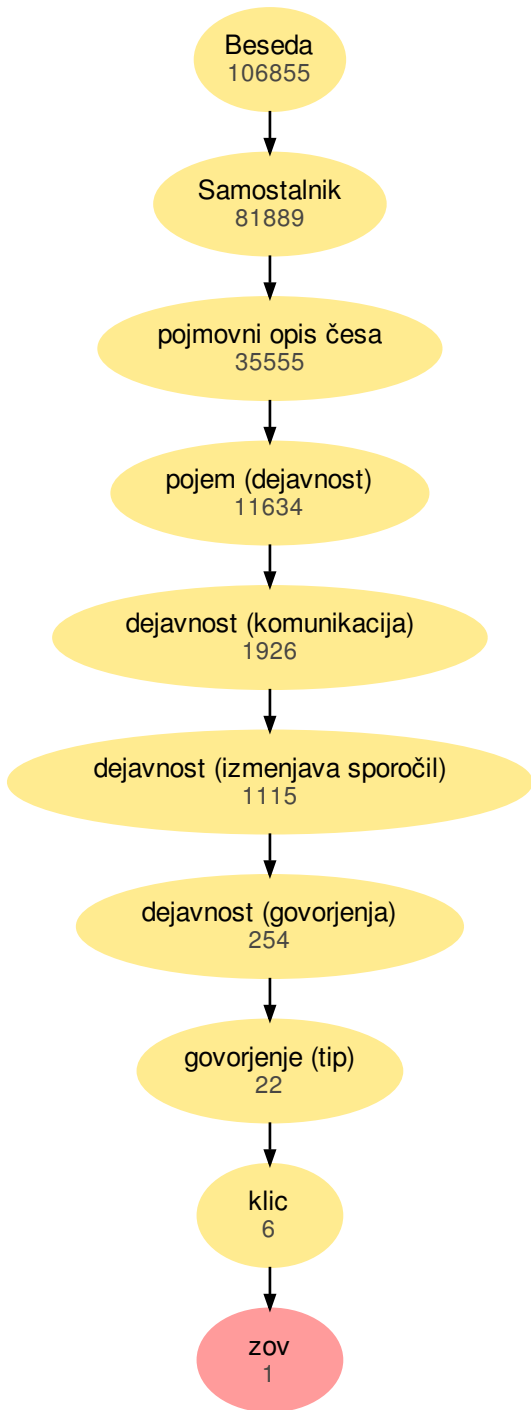 Beseda
106855
Samostalnik
81889
pojmovni opis česa
35555
pojem (dejavnost)
11634
dejavnost (komunikacija)
1926
dejavnost (izmenjava sporočil)
1115
dejavnost (govorjenja)
254
govorjenje (tip)
22
klic
6
zov
1